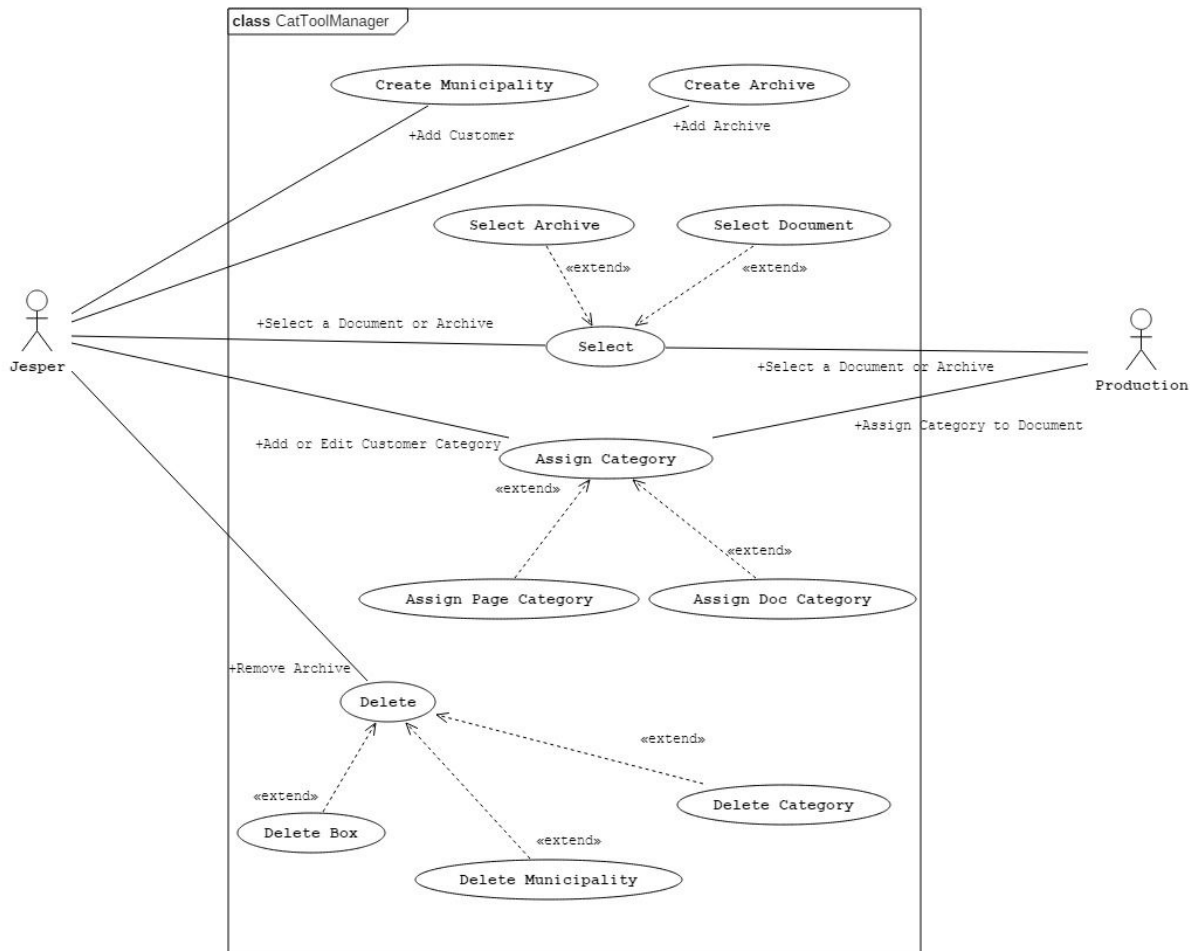 class CatToolManager
Create Municipality
Create Archive
+Add Customer
+Add Archive
Select Archive
Select Document
«extend»
«extend»
+Select a Document or Archive
Select
+Select a Document or Archive
Jesper
Production
+Assign Category to Document
+Add or Edit Customer Category
Assign Category
«extend»
«extend»
Assign Page Category
Assign Doc Category
+Remove Archive
Delete
«extend»
«extend»
Delete Category
Delete Box
«extend»
Delete Municipality